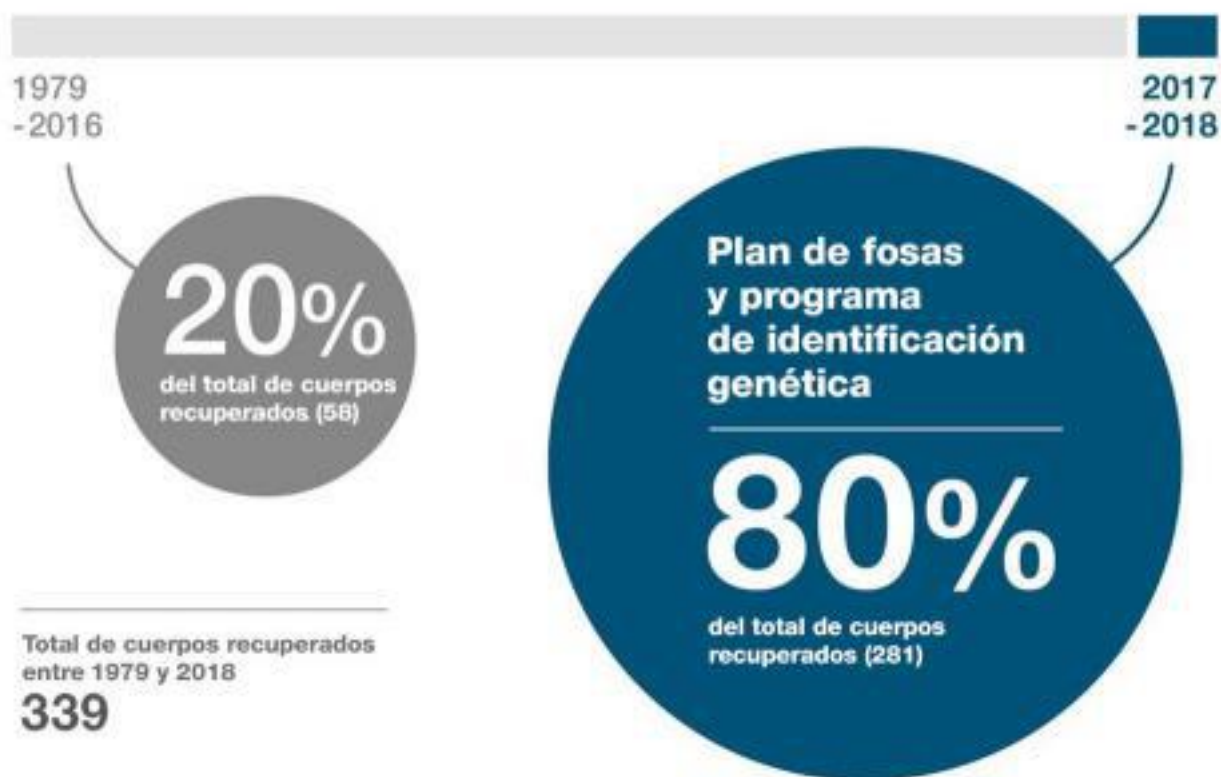 1979
-2016
2017
-2018
20%
del total de cuerpos
recuperados (58)
Plan de fosas
y programa
de identificación
genética
80%
del total de cuerpos
recuperados (281)
Total de cuerpos recuperados
entre 1979 y 2018
339